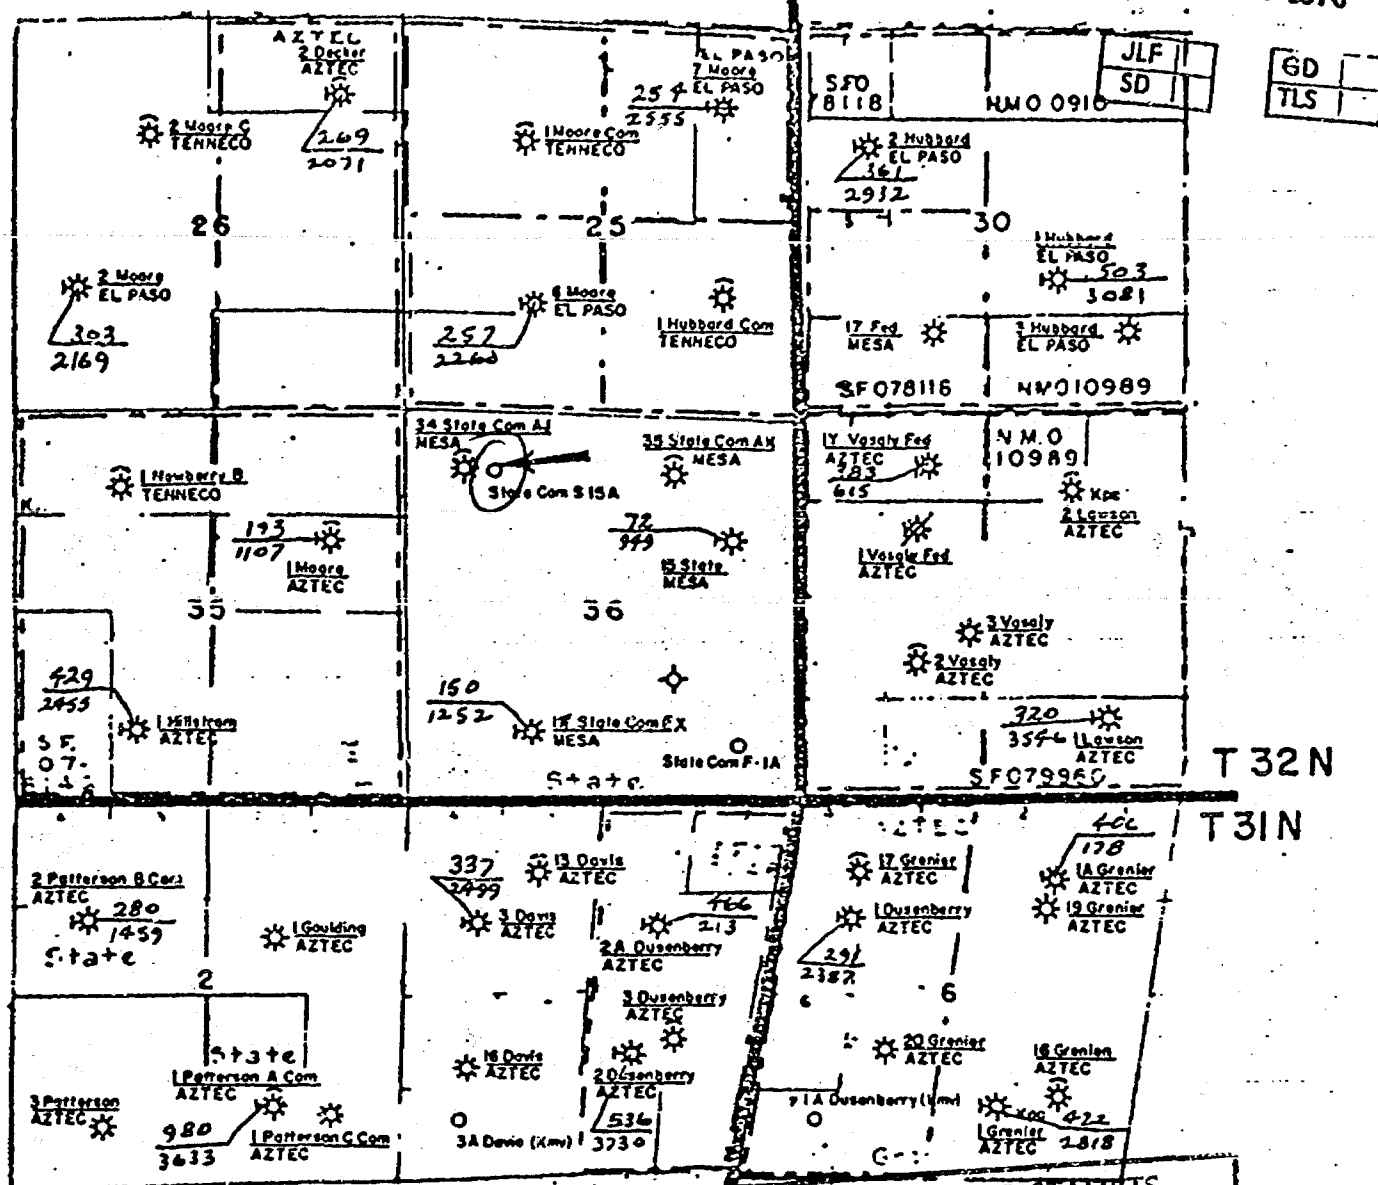 JLF
SD
GD
TLS
AZTEC
2 Decker
AZTEC
269
2071
2 Moore C
TENNECO
26
2 Moore
EL PASO
303
2169
EL PASO
7 Moore
EL PASO
254
2555
1 Moore Com
TENNECO
25
6 Moore
EL PASO
257
2260
1 Hubbard Com
TENNECO
SFO
78118
NMO 0910
2 Hubbard
EL PASO
361
2932
30
1 Hubbard
EL PASO
503
3081
17 Fed
MESA
3 Hubbard
EL PASO
SF 078116
NM010989
1 Newberry B
TENNECO
193
1107
1 Moore
AZTEC
35
429
2455
1 Hillstrom
AZTEC
S F.
07-
34 State Com AJ
MESA
State Com S 15A
35 State Com AK
MESA
72
949
15 State
MESA
36
150
1252
18 State Com EX
MESA
State Com F-1A
State
1Y Vasaly Fed
AZTEC
383
615
N M.O
10989
Kpc
2 Lawson
AZTEC
1 Vasaly Fed
AZTEC
3 Vasaly
AZTEC
2 Vasaly
AZTEC
320
3546
1 Lawson
AZTEC
SF079960
T 32 N
T 31 N
2 Patterson B Com
AZTEC
280
1459
State
1 Goulding
AZTEC
2
State
1 Patterson A Com
AZTEC
3 Patterson
AZTEC
980
3633
1 Patterson C Com
AZTEC
337
2499
13 Davis
AZTEC
3 Davis
AZTEC
466
213
2A Dusenberry
AZTEC
3 Dusenberry
AZTEC
16 Davis
AZTEC
2 Dusenberry
AZTEC
536
3730
3A Davis (Kmv)
AZTEC
17 Grenier
AZTEC
1 Dusenberry
AZTEC
291
2382
178
1A Grenier
AZTEC
19 Grenier
AZTEC
6
6
20 Grenier
AZTEC
16 Grenier
AZTEC
1A Dusenberry (Kmv)
Kpc
422
2818
1 Grenier
AZTEC